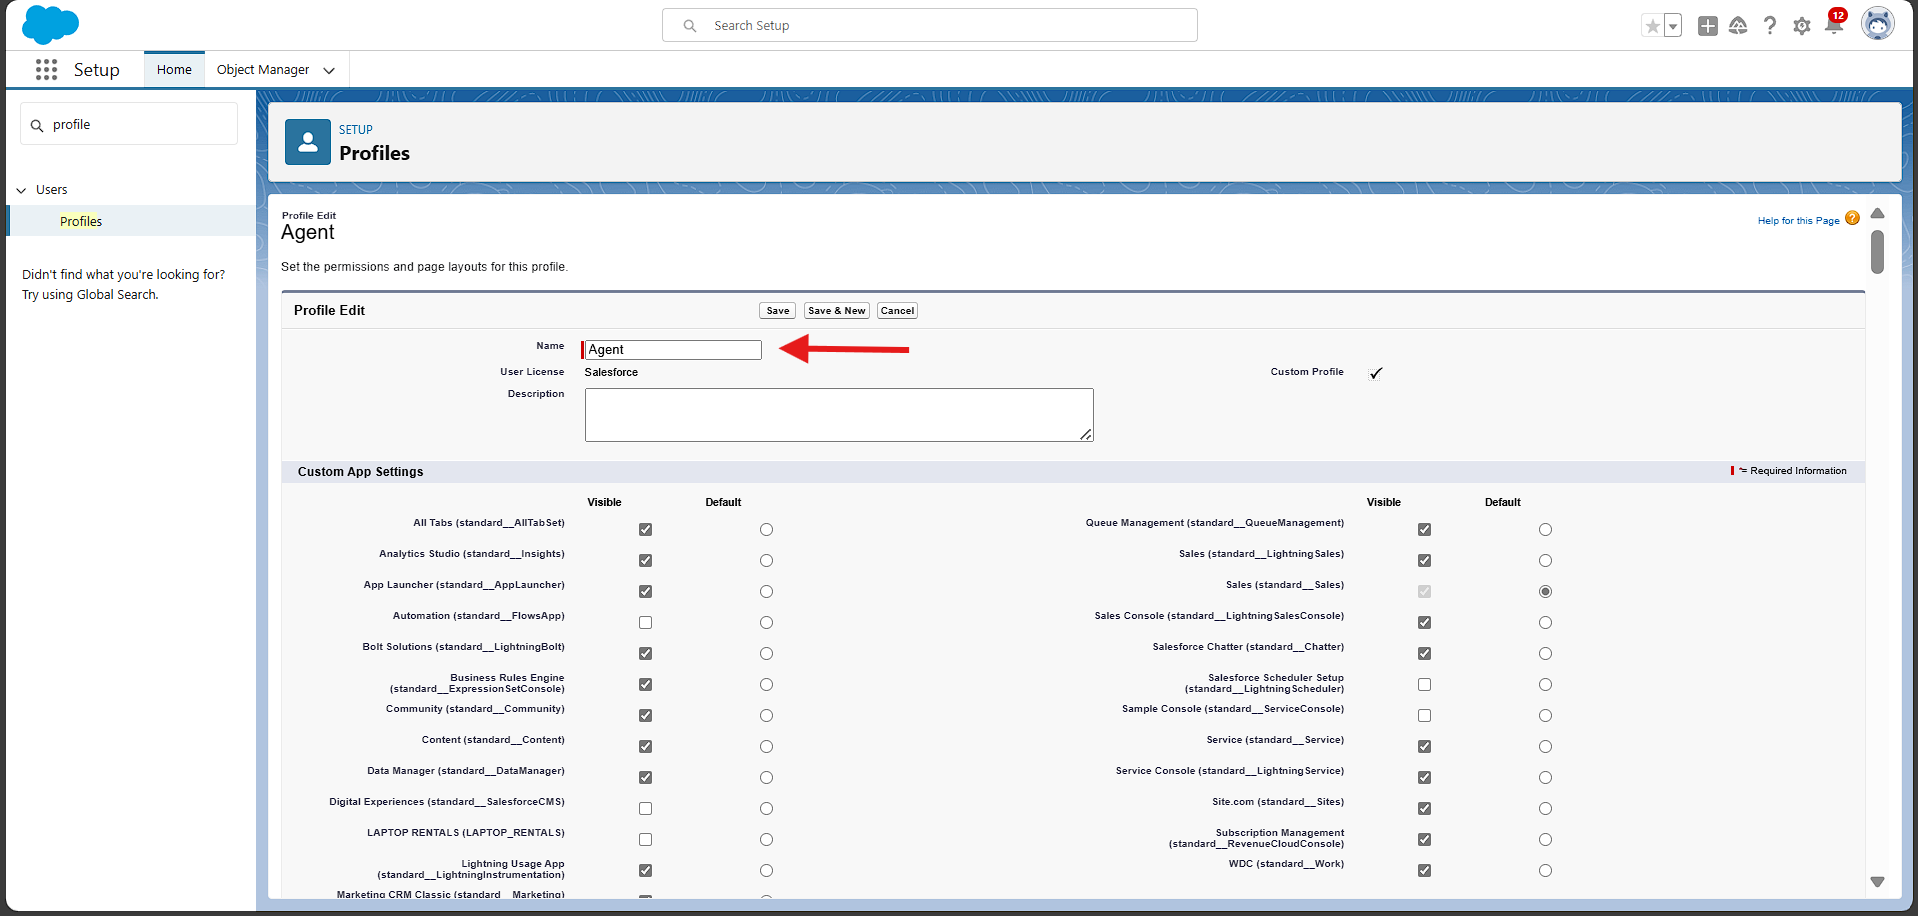 Search Setup
12
Setup
Home
Object Manager
profile
Users
Profiles
Didn't find what you're looking for?
Try using Global Search.
SETUP
Profiles
Profile Edit
Agent
Help for this Page
Set the permissions and page layouts for this profile.
Profile Edit
Save
Save & New
Cancel
Name
Agent
User License
Salesforce
Custom Profile
Description
Custom App Settings
= Required Information
Visible
Default
Visible
Default
All Tabs (standard__AllTabSet)
Queue Management (standard__QueueManagement)
Analytics Studio (standard__Insights)
Sales (standard__LightningSales)
App Launcher (standard__AppLauncher)
Sales (standard__Sales)
Automation (standard__FlowsApp)
Sales Console (standard__LightningSalesConsole)
Bolt Solutions (standard__LightningBolt)
Salesforce Chatter (standard__Chatter)
Business Rules Engine
(standard__ExpressionSetConsole)
Salesforce Scheduler Setup
(standard__LightningScheduler)
Community (standard__Community)
Sample Console (standard__ServiceConsole)
Content (standard__Content)
Service (standard__Service)
Data Manager (standard__DataManager)
Service Console (standard__LightningService)
Digital Experiences (standard__SalesforceCMS)
Site.com (standard__Sites)
LAPTOP RENTALS (LAPTOP_RENTALS)
Subscription Management
(standard__RevenueCloudConsole)
Lightning Usage App
(standard__LightningInstrumentation)
WDC (standard__Work)
Marketing CRM Classic (standard__Marketing)